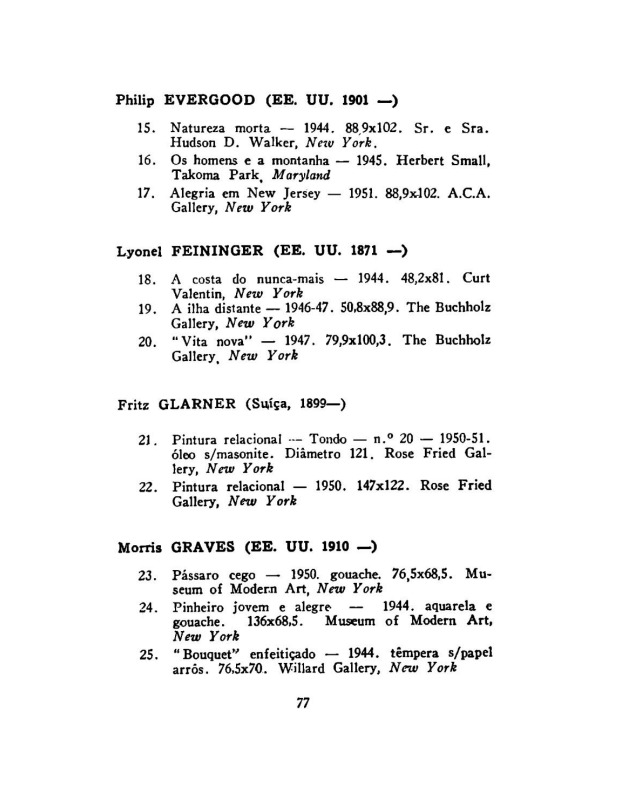 Philip EVERGOOD (EE. UU. 1901 —)
15. Natureza morta — 1944. 88,9x102. Sr. e Sra.
Hudson D. Walker, New York.
16. Os homens e a montanha — 1945. Herbert Small,
Takoma Park, Maryland
17. Alegria em New Jersey — 1951. 88,9x102. A.C.A.
Gallery, New York
Lyonel FEININGER (EE. UU. 1871 —)
18. A costa do nunca-mais — 1944. 48,2x81. Curt
Valentin, New York
19. A ilha distante — 1946-47. 50,8x88,9. The Buchholz
Gallery, New York
20. "Vita nova" — 1947. 79,9x100,3. The Buchholz
Gallery, New York
Fritz GLARNER (Suíça, 1899—)
21. Pintura relacional — Tondo — n.º 20 — 1950-51.
óleo s/masonite. Diâmetro 121. Rose Fried Gal-
lery, New York
22. Pintura relacional — 1950. 147x122. Rose Fried
Gallery, New York
Morris GRAVES (EE. UU. 1910 —)
23. Pássaro cego — 1950. gouache. 76,5x68,5. Mu-
seum of Modern Art, New York
24. Pinheiro jovem e alegre — 1944. aquarela e
gouache. 136x68,5. Museum of Modern Art,
New York
25. "Bouquet" enfeitiçado — 1944. têmpera s/papel
arrôs. 76,5x70. Willard Gallery, New York
77